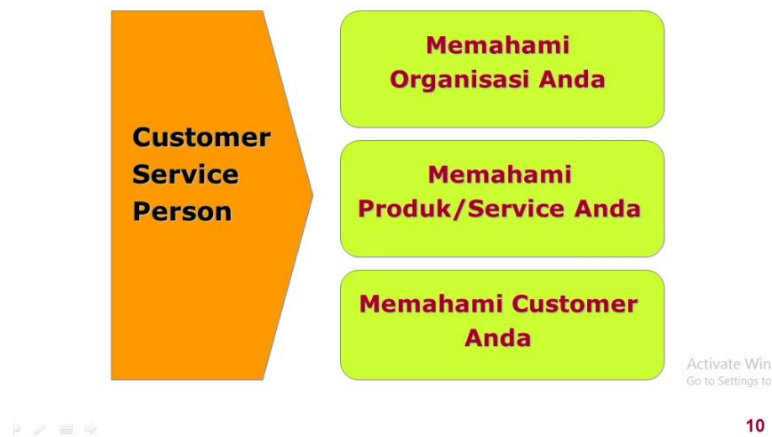 Customer
Service
Person
Memahami
Organisasi Anda
Memahami
Produk/Service Anda
Memahami Customer
Anda
Activate Win
Go to Settings to
10